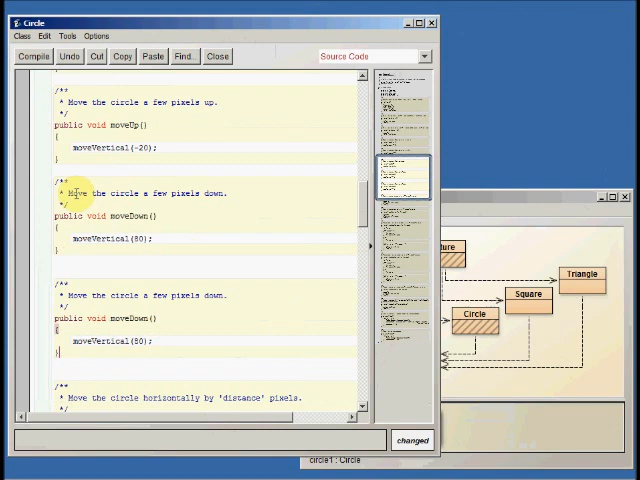 Circle
Class Edit Tools Options
Compile Undo Cut Copy Paste Find... Close Source Code
/**
* Move the circle a few pixels up.
*/
public void moveUp()
{
moveVertical(-20);
}
/**
* Move the circle a few pixels down.
*/
public void moveDown()
{
moveVertical(80);
}
/**
* Move the circle a few pixels down.
*/
public void moveDown()
{
moveVertical(50);
}
/**
* Move the circle horizontally by 'distance' pixels.
*/
changed
ture
Triangle
Square
Circle
circle1 : Circle